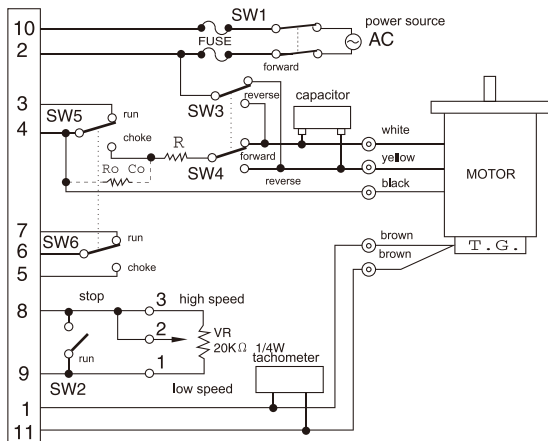 10
SW1
power source
FUSE
AC
2
forward
reverse
SW3
capacitor
3
SW5
run
4
choke
R
white
forward
SW4
yellow
reverse
Ro Co
black
MOTOR
7
SW6
run
6
5
choke
brown
T.G.
brown
8
stop
3
high speed
2
VR
20KΩ 1/4W
run
1
tachometer
9
SW2
low speed
1
11